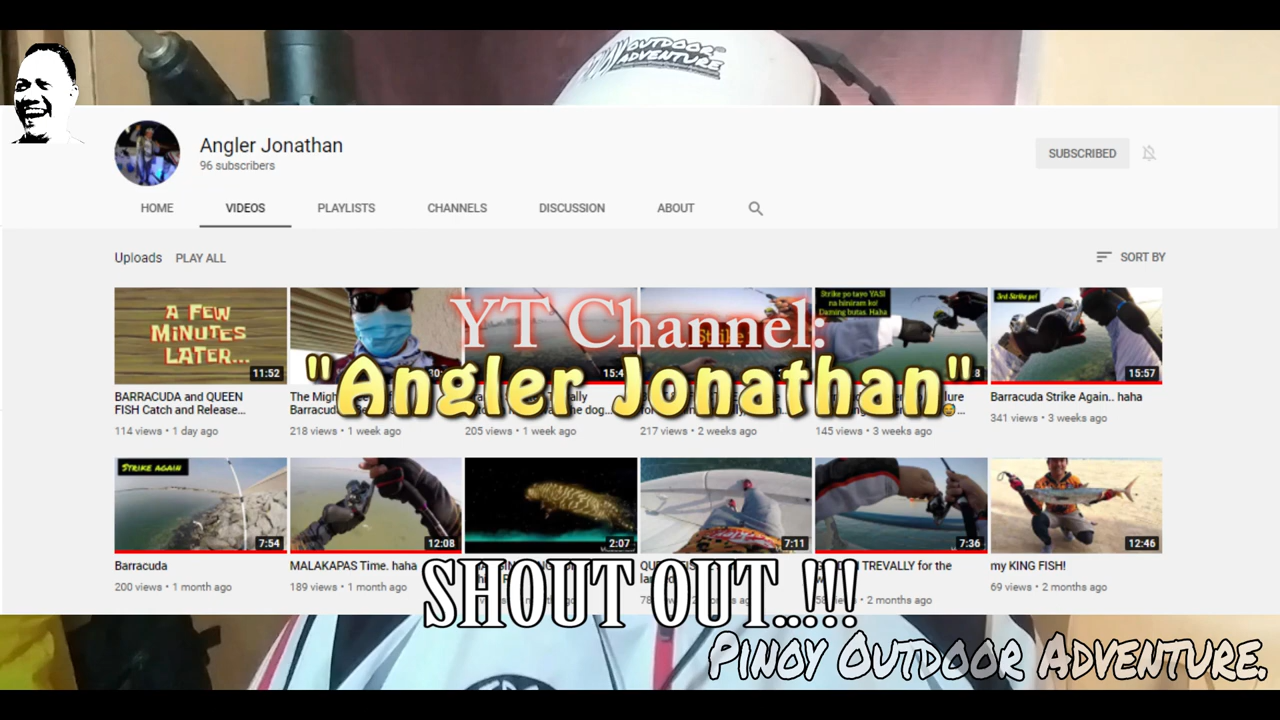 OUTDOOR
ADVENTURE
Angler Jonathan
96 subscribers
SUBSCRIBED
HOME VIDEOS PLAYLISTS CHANNELS DISCUSSION ABOUT
Uploads PLAY ALL
SORT BY
A FEW
MINUTES
LATER...
11:52
Strike po tayo YASI
na hiniram ko!
Daming butas. Haha
3rd Strike po!
15:57
YT Channel:
"Angler Jonathan"
BARRACUDA and QUEEN
FISH Catch and Release...
114 views • 1 day ago
218 views • 1 week ago
205 views • 1 week ago
217 views • 2 weeks ago
145 views • 3 weeks ago
Barracuda Strike Again.. haha
341 views • 3 weeks ago
STRIKE AGAIN
7:54
12:08
2:07
7:11
7:36
12:46
Barracuda
200 views • 1 month ago
MALAKAPAS Time. haha
189 views • 1 month ago
TREVALLY for the
my KING FISH!
69 views • 2 months ago
SHOUT OUT..!!!
PINOY OUTDOOR ADVENTURE.